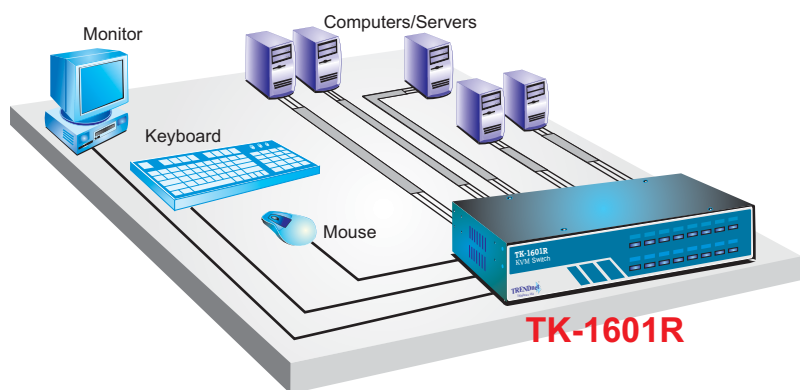 Computers/Servers
Monitor
Keyboard
Mouse
TK-1601R
KVM Switch
TRENDnet
TK-1601R